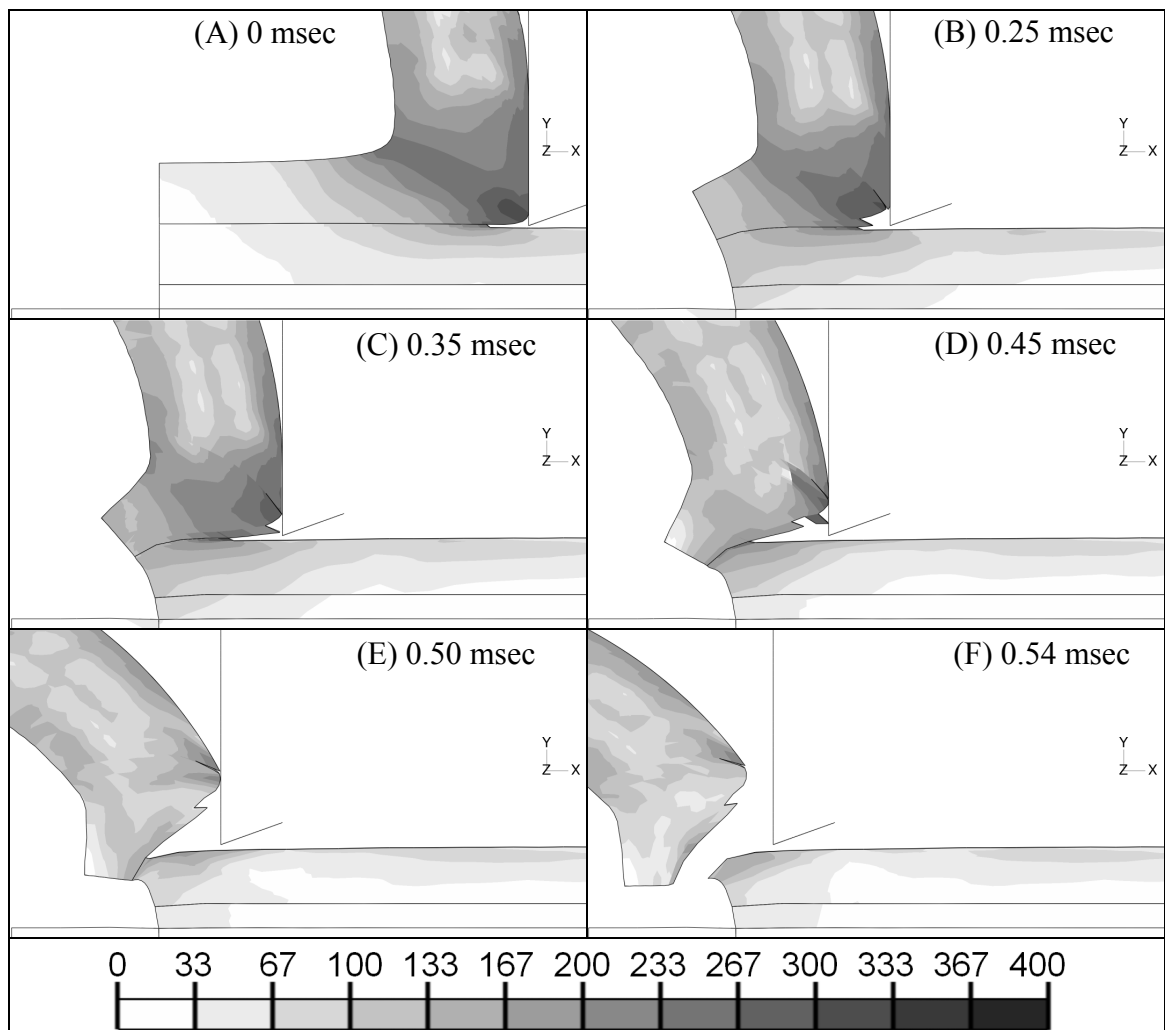 (A) 0 msec
(B) 0.25 msec
Y
Z X
Y
Z X
(C) 0.35 msec
(D) 0.45 msec
Y
Z X
Y
Z X
(E) 0.50 msec
(F) 0.54 msec
Y
Z X
Y
Z X
0 33 67 100 133 167 200 233 267 300 333 367 400